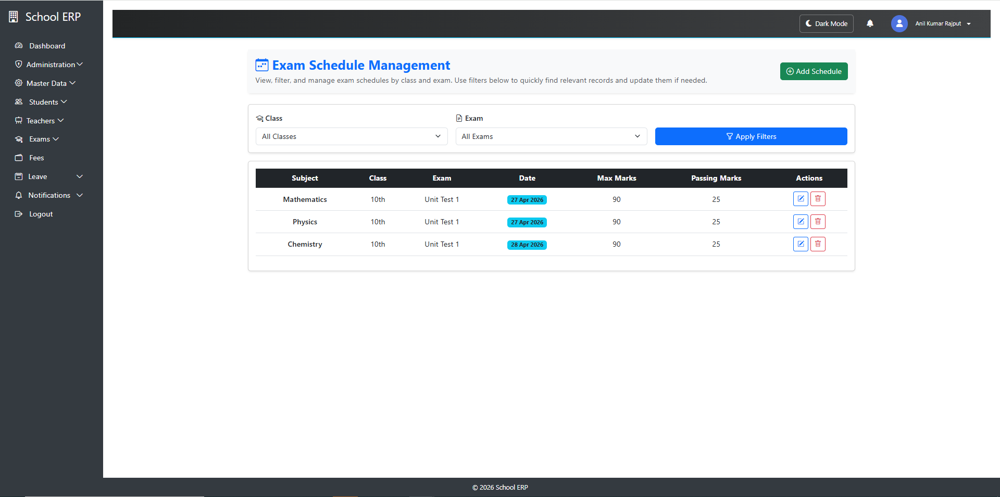 School ERP
Dashboard
Administration
Master Data
Students
Teachers
Exams
Fees
Leave
Notifications
Logout
Dark Mode
Anil Kumar Rajput
Exam Schedule Management
View, filter, and manage exam schedules by class and exam. Use filters below to quickly find relevant records and update them if needed.
Add Schedule
Class
Exam
All Classes
All Exams
Apply Filters
Subject Class Exam Date Max Marks Passing Marks Actions
Mathematics 10th Unit Test 1 27 Apr 2026 90 25
Physics 10th Unit Test 1 27 Apr 2026 90 25
Chemistry 10th Unit Test 1 28 Apr 2026 90 25
© 2026 School ERP